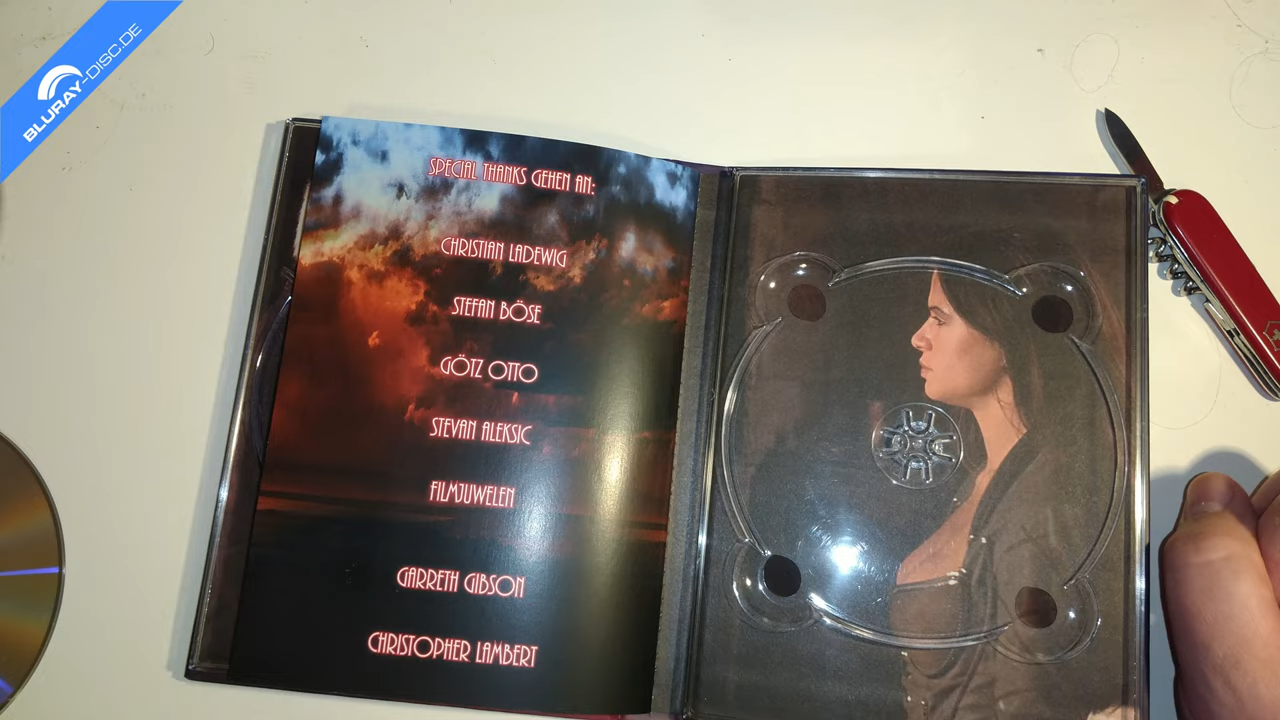 BLURAY-DISC.DE
SPECIAL THANKS GEHEN AN:
CHRISTIAN LADEWIG
STEFAN BÖSE
GÖTZ OTTO
STEVAN ALEKSIC
FILMJUWELEN
GARRETH GIBSON
CHRISTOPHER LAMBERT